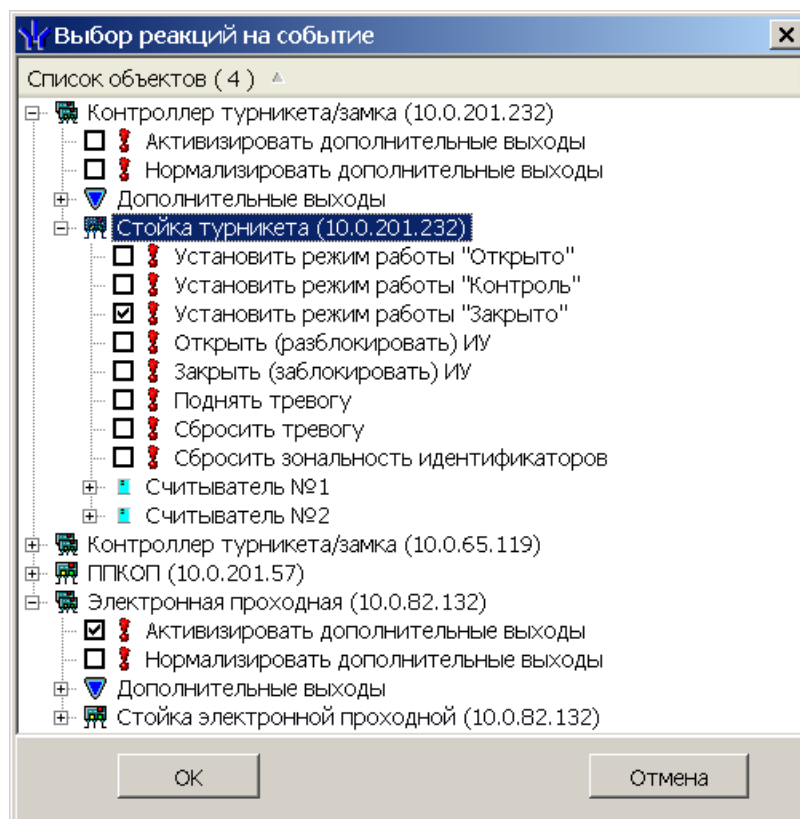 Выбор реакций на событие
Список объектов ( 4 )
Контроллер турникета/замка (10.0.201.232)
Активизировать дополнительные выходы
Нормализировать дополнительные выходы
Дополнительные выходы
Стойка турникета (10.0.201.232)
Установить режим работы "Открыто"
Установить режим работы "Контроль"
Установить режим работы "Закрыто"
Открыть (разблокировать) ИУ
Закрыть (заблокировать) ИУ
Поднять тревогу
Сбросить тревогу
Сбросить зональность идентификаторов
Считыватель №1
Считыватель №2
Контроллер турникета/замка (10.0.65.119)
ППКОП (10.0.201.57)
Электронная проходная (10.0.82.132)
Активизировать дополнительные выходы
Нормализировать дополнительные выходы
Дополнительные выходы
Стойка электронной проходной (10.0.82.132)
ОК Отмена